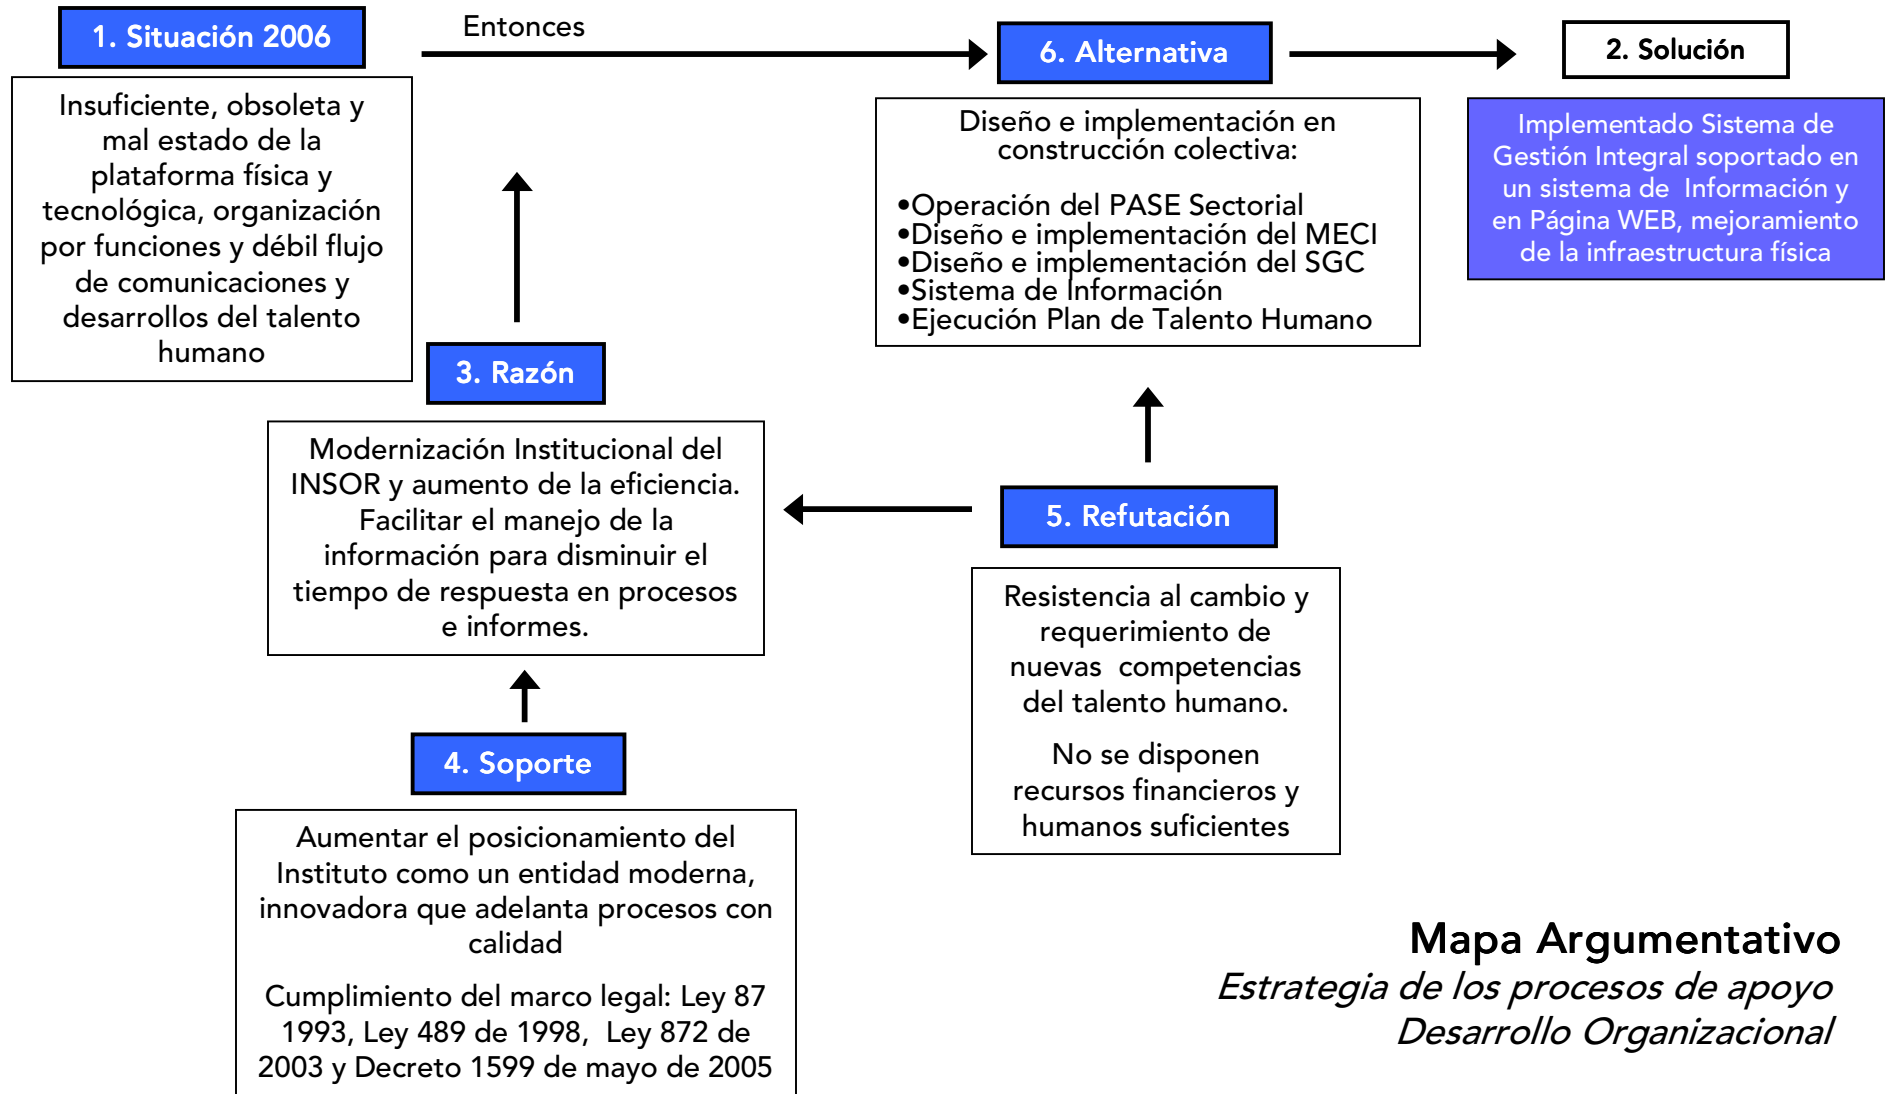 1. Situación 2006
Insuficiente, obsoleta y
mal estado de la
plataforma física y
tecnológica, organización
por funciones y débil flujo
de comunicaciones y
desarrollos del talento
humano
Entonces
6. Alternativa
Diseño e implementación en
construcción colectiva:
•Operación del PASE Sectorial
•Diseño e implementación del MECI
•Diseño e implementación del SGC
•Sistema de Información
•Ejecución Plan de Talento Humano
2. Solución
Implementado Sistema de
Gestión Integral soportado en
un sistema de  Información y
en Página WEB, mejoramiento
de la infraestructura física
3. Razón
Modernización Institucional del
INSOR y aumento de la eficiencia.
Facilitar el manejo de la
información para disminuir el
tiempo de respuesta en procesos
e informes.
5. Refutación
Resistencia al cambio y
requerimiento de
nuevas  competencias
del talento humano.
No se disponen
recursos financieros y
humanos suficientes
4. Soporte
Aumentar el posicionamiento del
Instituto como un entidad moderna,
innovadora que adelanta procesos con
calidad
Cumplimiento del marco legal: Ley 87
1993, Ley 489 de 1998,  Ley 872 de
2003 y Decreto 1599 de mayo de 2005
Mapa Argumentativo
Estrategia de los procesos de apoyo
Desarrollo Organizacional